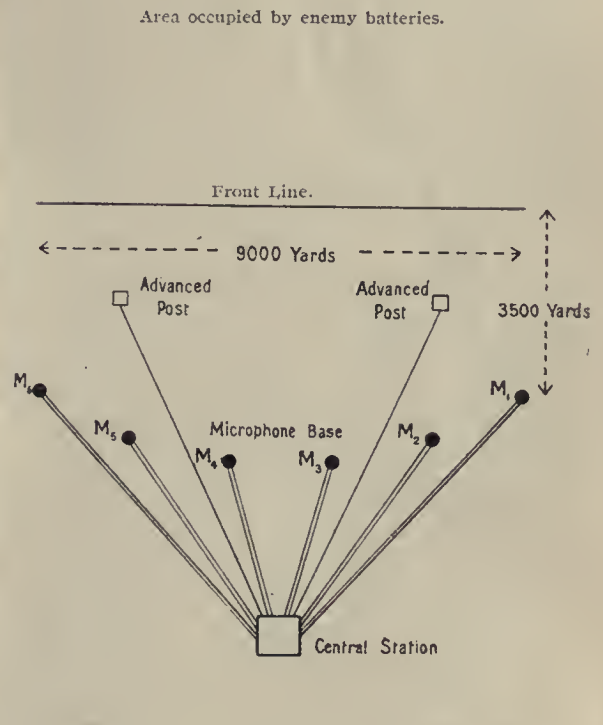 Area occupied by enemy batteries.
Front Line.
9000 Yards
Advanced
Post
Advanced
Post
3500 Yards
M₆
M₁
M₅
Microphone Base
M₂
M₄
M₃
Central Station